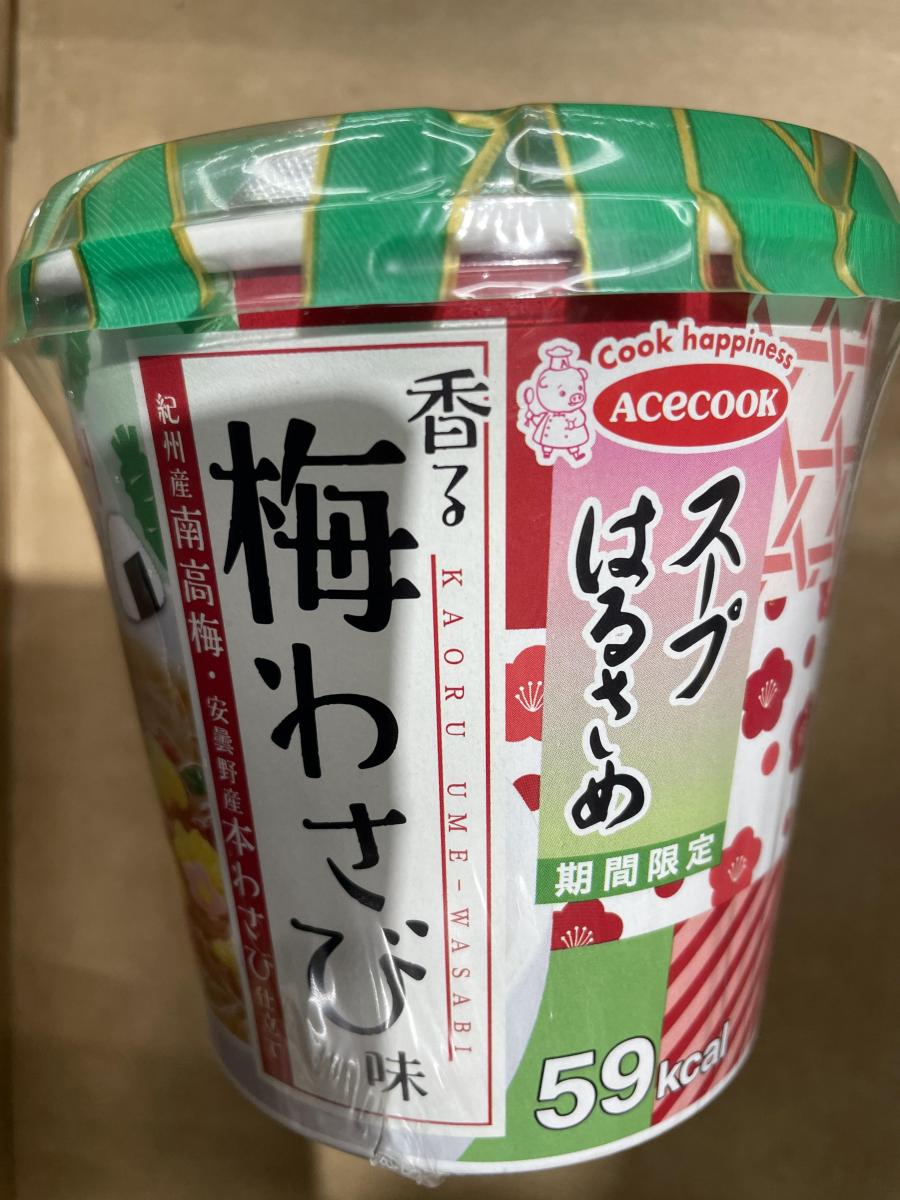 Cook happiness
ACECOOK
スープ
はるさめ
期間限定
香る
梅わさび
味
KAORU UME-WASABI
紀州産南高梅・安曇野産本わさび仕立て
59kcal